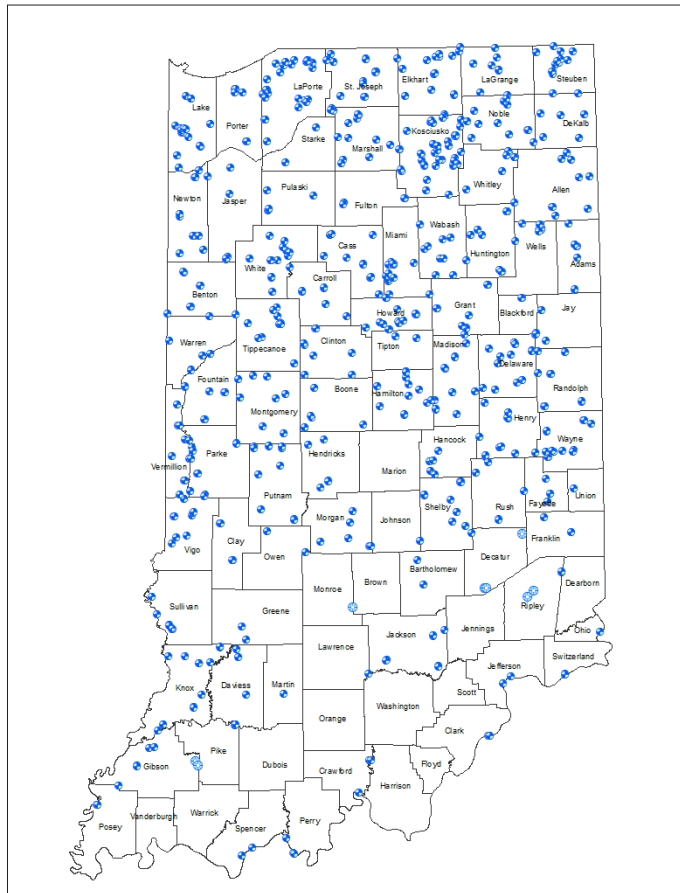 Lake
Porter
LaPorte
St. Joseph
Elkhart
LaGrange
Steuben
Noble
DeKalb
Starke
Marshall
Kosciusko
Newton
Jasper
Pulaski
Fulton
Whitley
Allen
White
Cass
Miami
Wabash
Huntington
Wells
Adams
Benton
Carroll
Howard
Grant
Blackford
Jay
Warren
Tippecanoe
Clinton
Tipton
Madison
Delaware
Fountain
Montgomery
Boone
Hamilton
Randolph
Henry
Wayne
Vermillion
Parke
Putnam
Hendricks
Marion
Hancock
Rush
Fayette
Union
Vigo
Clay
Owen
Morgan
Johnson
Shelby
Franklin
Decatur
Sullivan
Greene
Monroe
Brown
Bartholomew
Dearborn
Ripley
Jennings
Ohio
Switzerland
Jefferson
Lawrence
Jackson
Knox
Daviess
Martin
Orange
Washington
Scott
Clark
Gibson
Pike
Dubois
Crawford
Harrison
Floyd
Posey
Vanderburgh
Warrick
Spencer
Perry